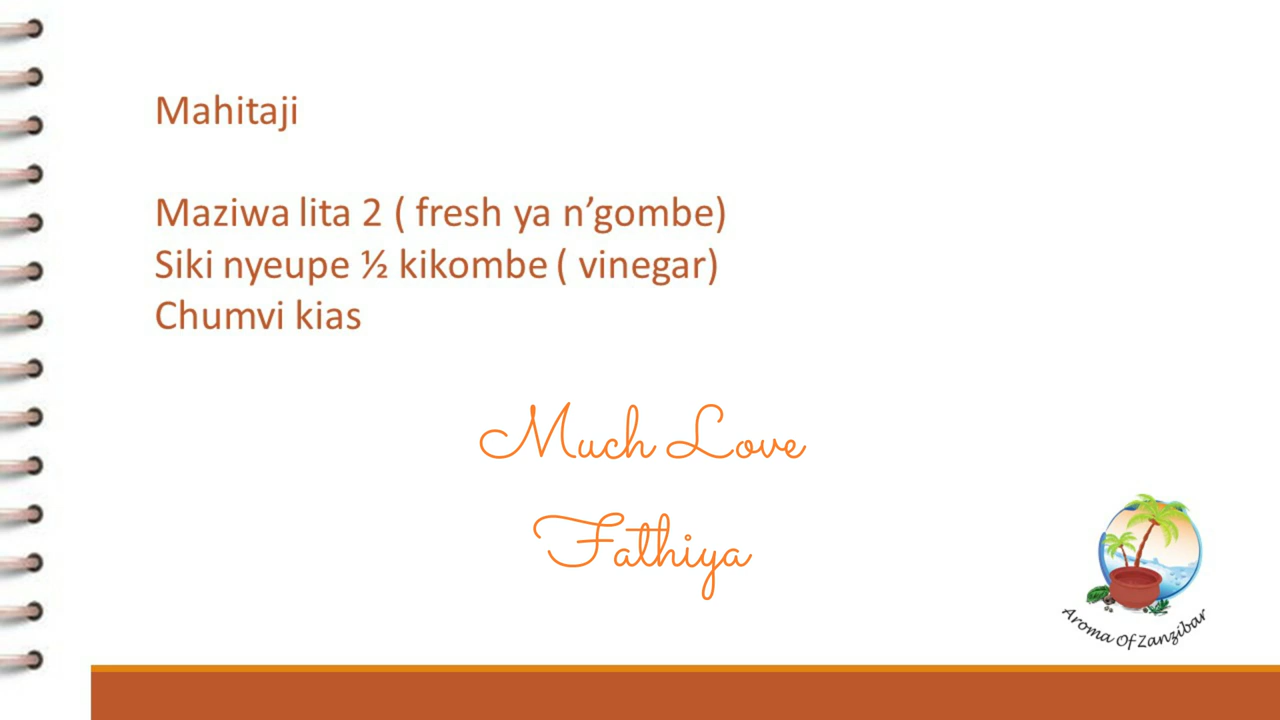 Mahitaji
Maziwa lita 2 ( fresh ya n’gombe)
Siki nyeupe ½ kikombe ( vinegar)
Chumvi kias
Much Love
Fathiya
Aroma Of Zanzibar